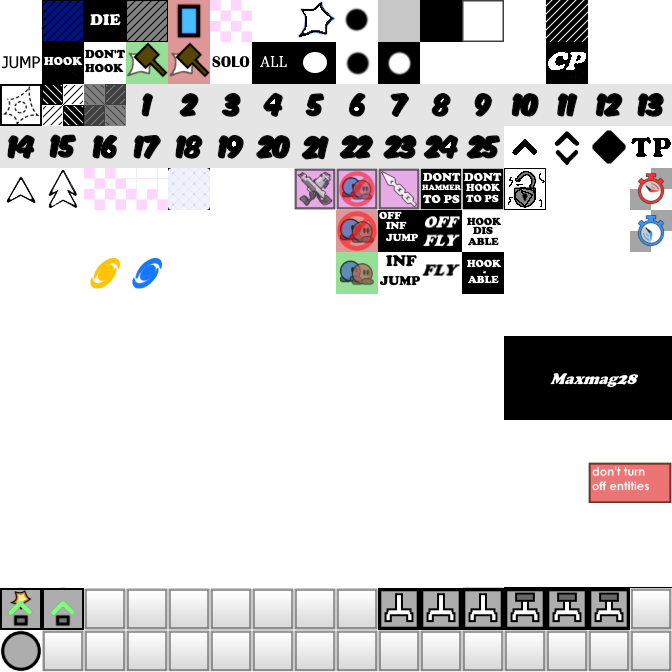 DIE
JUMP
HOOK
DON'T
HOOK
SOLO
ALL
CP
1 2 3 4 5 6 7 8 9 10 11 12 13
14 15 16 17 18 19 20 21 22 23 24 25
TP
DONT
HAMMER
TO PS
DONT
HOOK
TO PS
OFF
INF
JUMP
OFF
FLY
HOOK
DIS
ABLE
INF
JUMP
FLY
HOOK
-
ABLE
Maxmag28
don't turn
off entities